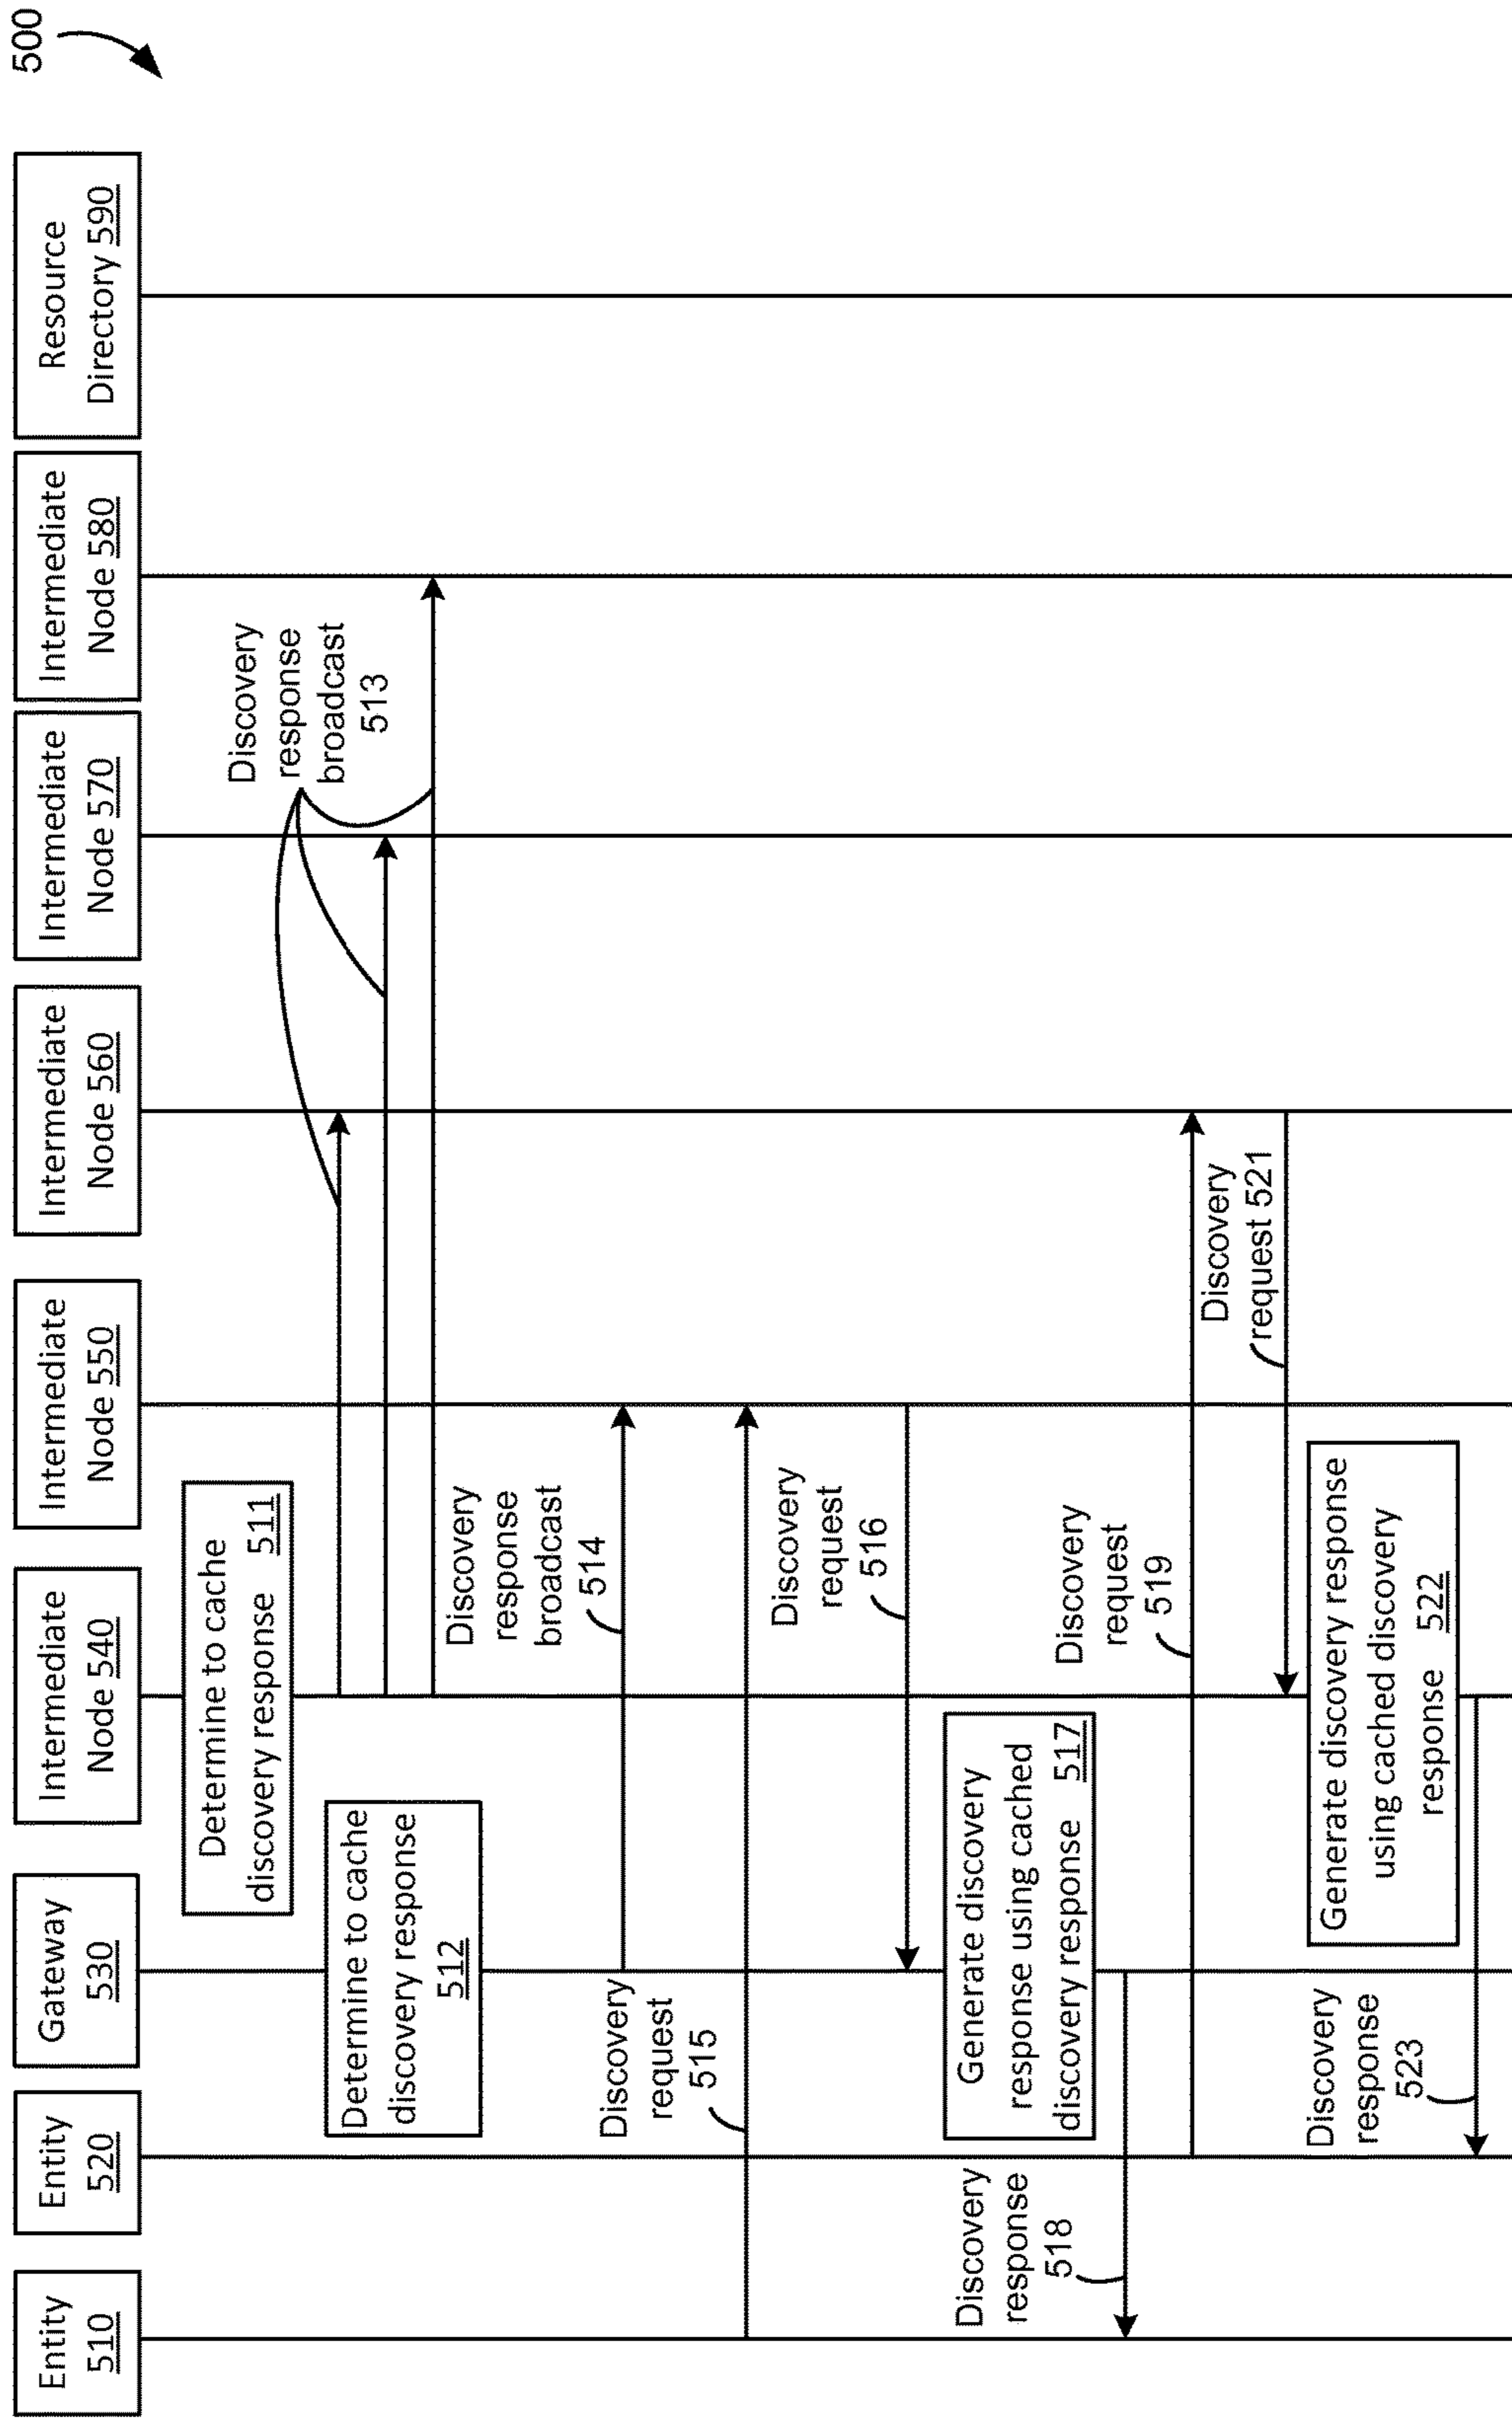 500
Entity
510
Entity
520
Gateway
530
Intermediate
Node 540
Intermediate
Node 550
Intermediate
Node 560
Intermediate
Node 570
Intermediate
Node 580
Resource
Directory 590
Determine to cache
discovery response 511
Determine to cache
discovery response
512
Discovery
response
broadcast
513
Discovery
response
broadcast
514
Discovery
request
515
Discovery
request
516
Generate discovery
response using cached
discovery response 517
Discovery
response
518
Discovery
request
519
Discovery
request 521
Generate discovery response
using cached discovery
response 522
Discovery
response
523